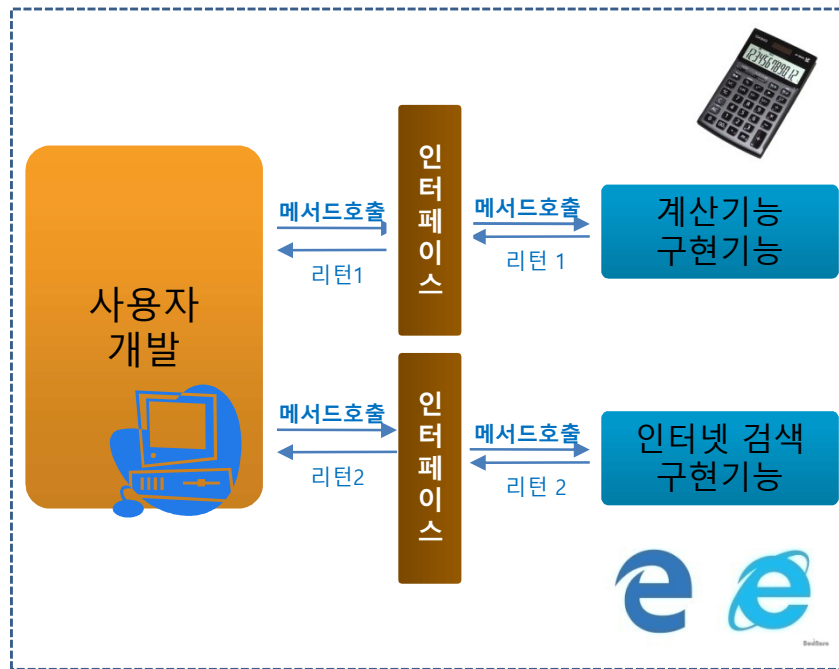 123456789012
사용자
개발
메서드호출
리턴1
인터페이스
메서드호출
리턴 1
계산기능
구현기능
메서드호출
리턴2
인터페이스
메서드호출
리턴 2
인터넷 검색
구현기능